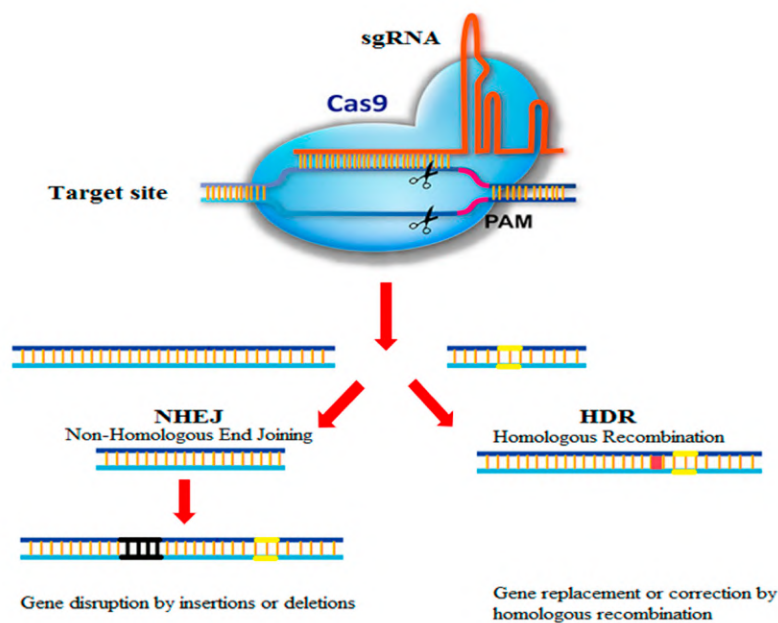 sgRNA
Cas9
Target site
PAM
NHEJ
Non-Homologous End Joining
HDR
Homologous Recombination
Gene disruption by insertions or deletions
Gene replacement or correction by
homologous recombination